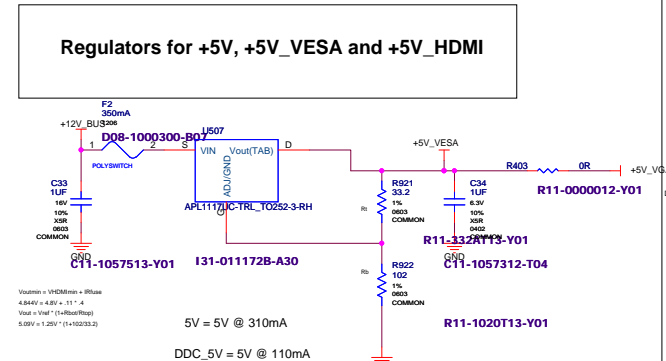 Regulators for +5V, +5V_VESA and +5V_HDMI
F2
350mA
1206
+12V_BUS
D08-1000300-B07
1
2
POLYSWITCH
U507
S
VIN
Vout(TAB)
D
ADJ/GND
G
APL1117UC-TRL_TO252-3-RH
I31-011172B-A30
C33
1UF
16V
10%
X5R
0603
COMMON
GND
C11-1057513-Y01
+5V_VESA
R921
33.2
1%
0603
COMMON
Rt
R11-332AT13-Y01
C34
1UF
6.3V
10%
X5R
0402
COMMON
GND
C11-1057312-T04
R403
0R
R11-0000012-Y01
R922
102
1%
0603
COMMON
Rb
R11-1020T13-Y01
Voutmin = VHDMImin + IRfuse
4.844V = 4.8V + .11 * .4
Vout = Vref * (1+Rbot/Rtop)
5.09V = 1.25V * (1+102/33.2)
5V = 5V @ 310mA
DDC_5V = 5V @ 110mA